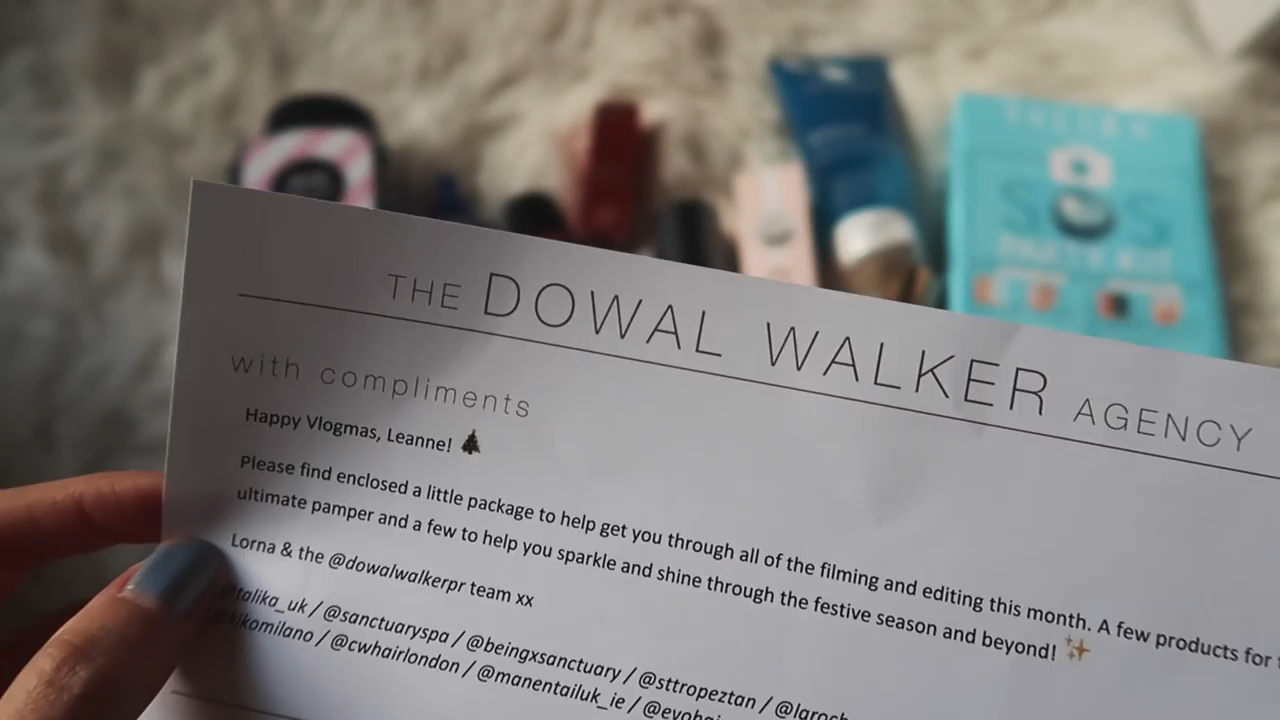 THE DOWAL WALKER AGENCY
with compliments
Happy Vlogmas, Leanne! 🎄
Please find enclosed a little package to help get you through all of the filming and editing this month. A few products for
ultimate pamper and a few to help you sparkle and shine through the festive season and beyond! ✨
Lorna & the @dowalwalkerpr team xx
@talika_uk / @sanctuaryspa / @beingxsanctuary / @sttropeztan /
@kikomilano / @cwhairlondon / @manentailuk_ie /
SOS
PARTY KIT